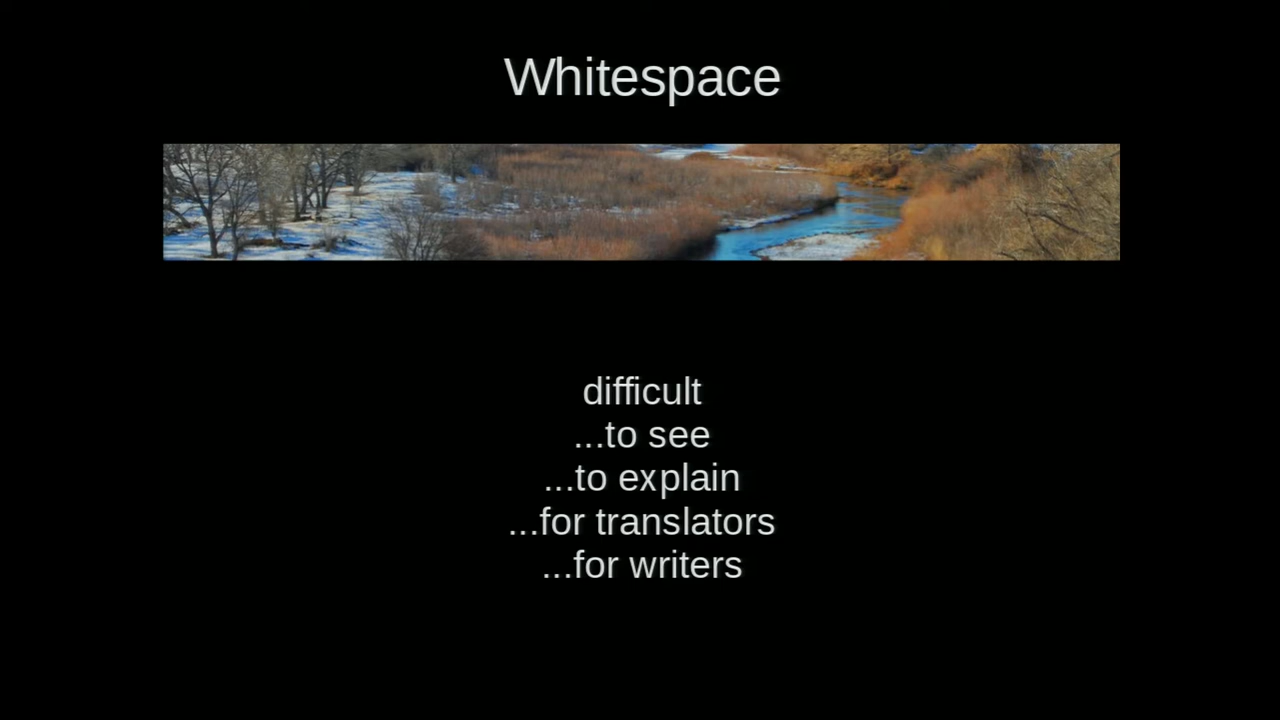 Whitespace
difficult
...to see
...to explain
...for translators
...for writers